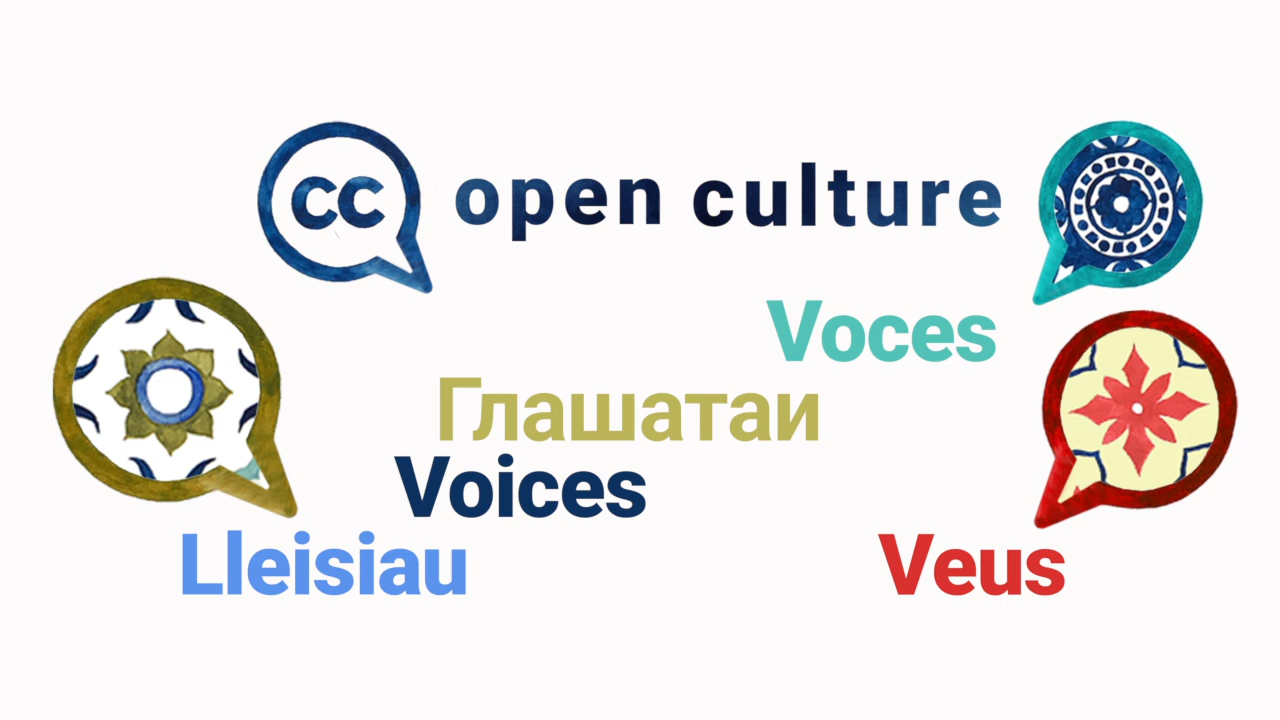 cc open culture
Voces
Глашатаи
Voices
Lleisiau
Veus